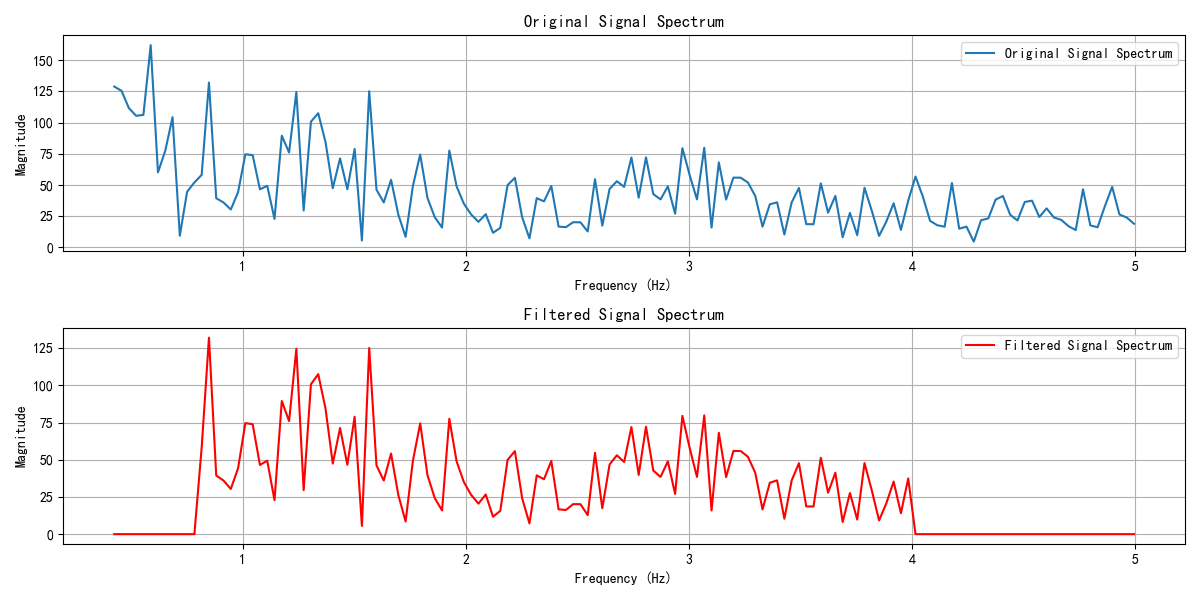 Original Signal Spectrum
Original Signal Spectrum
Magnitude
150
125
100
75
50
25
0
1
2
3
4
5
Frequency (Hz)
Filtered Signal Spectrum
Filtered Signal Spectrum
Magnitude
125
100
75
50
25
0
1
2
3
4
5
Frequency (Hz)